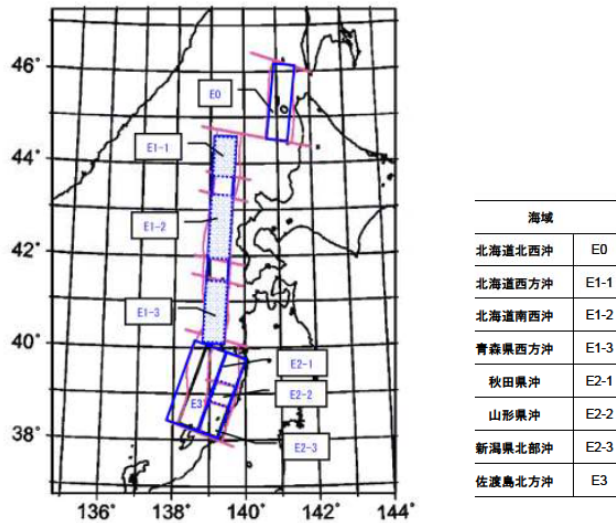 46°
44°
42°
40°
38°
136°
138°
140°
142°
144°
E0
E1-1
E1-2
E1-3
E2-1
E2-2
E3
E2-3
海域
北海道北西沖 E0
北海道西方沖 E1-1
北海道南西沖 E1-2
青森県西方沖 E1-3
秋田県沖 E2-1
山形県沖 E2-2
新潟県北部沖 E2-3
佐渡島北方沖 E3